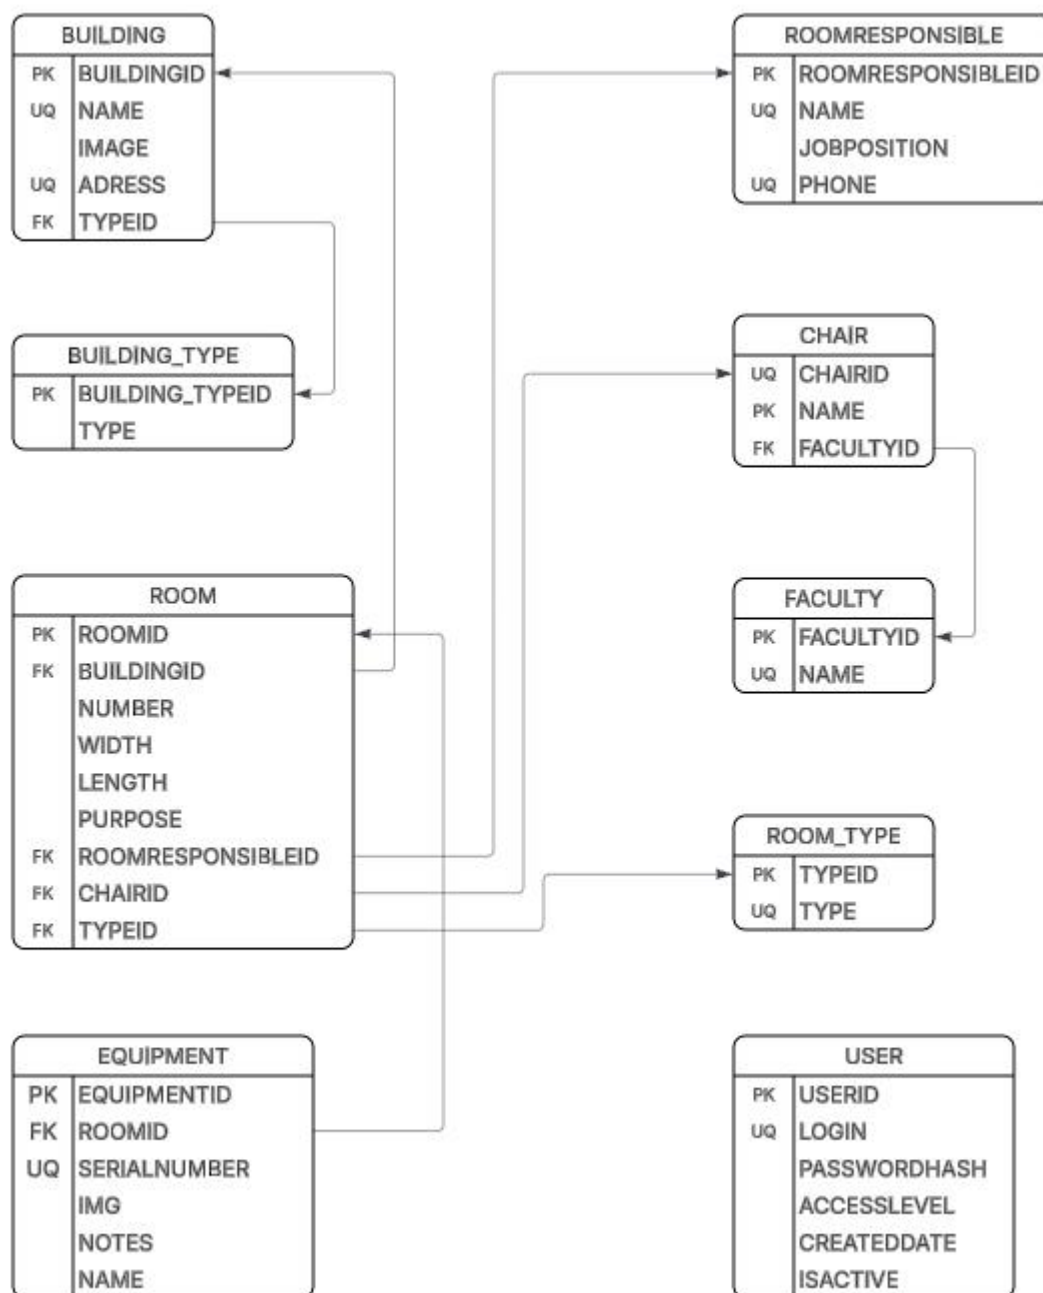 BUILDING
PK BUILDINGID
UQ NAME
IMAGE
UQ ADRESS
FK TYPEID
BUILDING_TYPE
PK BUILDING_TYPEID
TYPE
ROOM
PK ROOMID
FK BUILDINGID
NUMBER
WIDTH
LENGTH
PURPOSE
FK ROOMRESPONSIBLEID
FK CHAIRID
FK TYPEID
EQUIPMENT
PK EQUIPMENTID
FK ROOMID
UQ SERIALNUMBER
IMG
NOTES
NAME
ROOMRESPONSIBLE
PK ROOMRESPONSIBLEID
UQ NAME
JOBPOSITION
UQ PHONE
CHAIR
UQ CHAIRID
PK NAME
FK FACULTYID
FACULTY
PK FACULTYID
UQ NAME
ROOM_TYPE
PK TYPEID
UQ TYPE
USER
PK USERID
UQ LOGIN
PASSWORDHASH
ACCESSLEVEL
CREATEDDATE
ISACTIVE